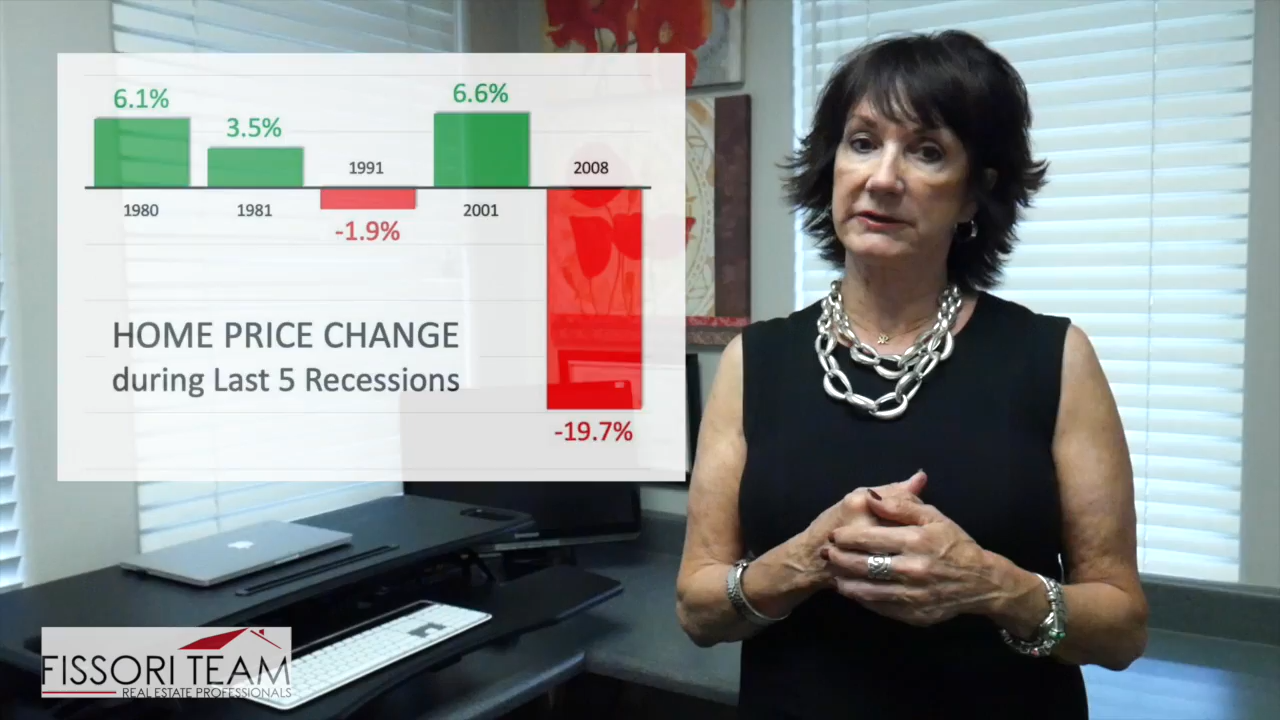 6.1%
3.5%
6.6%
1991
2008
1980
1981
2001
-1.9%
-19.7%
HOME PRICE CHANGE
during Last 5 Recessions
FISSORI TEAM
REAL ESTATE PROFESSIONALS